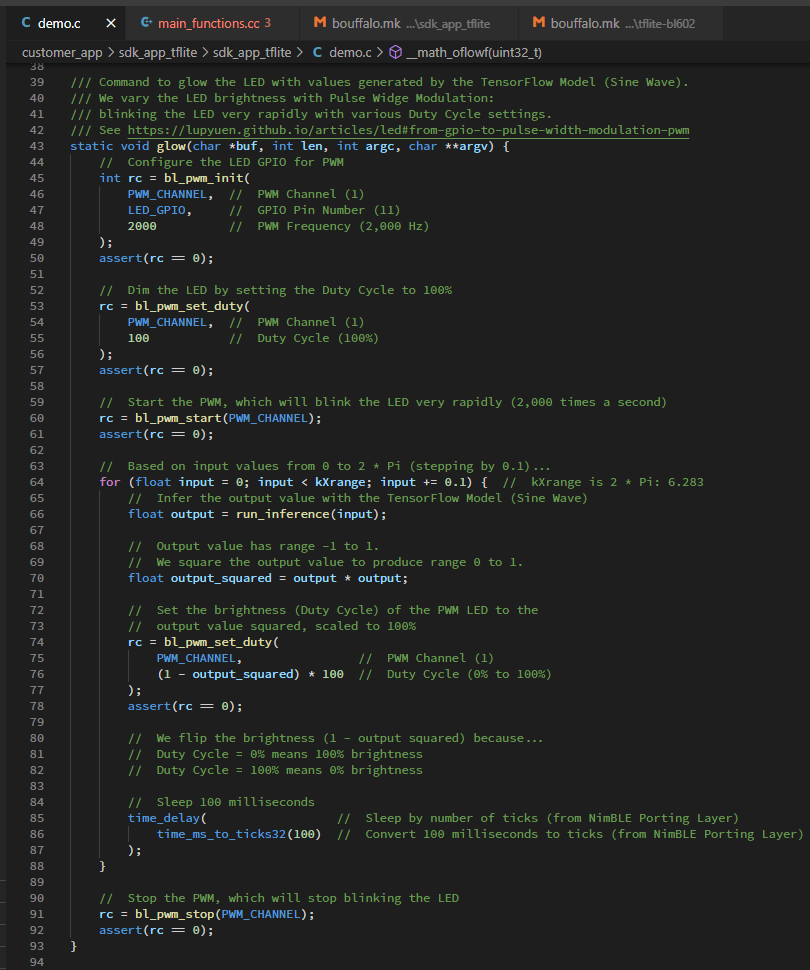 demo.c × main_functions.cc 3 bouffalo.mk ...\sdk_app_tflite bouffalo.mk ...\tflite-bl602
customer_app > sdk_app_tflite > sdk_app_tflite > C demo.c > __math_oflowf(uint32_t)
38
39 /// Command to glow the LED with values generated by the TensorFlow Model (Sine Wave).
40 /// We vary the LED brightness with Pulse Widge Modulation:
41 /// blinking the LED very rapidly with various Duty Cycle settings.
42 /// See https://lupyuen.github.io/articles/led#from-gpio-to-pulse-width-modulation-pwm
43 static void glow(char *buf, int len, int argc, char **argv) {
44     //  Configure the LED GPIO for PWM
45     int rc = bl_pwm_init(
46         PWM_CHANNEL,  //  PWM Channel (1)
47         LED_GPIO,     //  GPIO Pin Number (11)
48         2000          //  PWM Frequency (2,000 Hz)
49     );
50     assert(rc == 0);
51
52     //  Dim the LED by setting the Duty Cycle to 100%
53     rc = bl_pwm_set_duty(
54         PWM_CHANNEL,  //  PWM Channel (1)
55         100           //  Duty Cycle (100%)
56     );
57     assert(rc == 0);
58
59     //  Start the PWM, which will blink the LED very rapidly (2,000 times a second)
60     rc = bl_pwm_start(PWM_CHANNEL);
61     assert(rc == 0);
62
63     //  Based on input values from 0 to 2 * Pi (stepping by 0.1)...
64     for (float input = 0; input < kXrange; input += 0.1) {  //  kXrange is 2 * Pi: 6.283
65         //  Infer the output value with the TensorFlow Model (Sine Wave)
66         float output = run_inference(input);
67
68         //  Output value has range -1 to 1.
69         //  We square the output value to produce range 0 to 1.
70         float output_squared = output * output;
71
72         //  Set the brightness (Duty Cycle) of the PWM LED to the
73         //  output value squared, scaled to 100%
74         rc = bl_pwm_set_duty(
75             PWM_CHANNEL,                //  PWM Channel (1)
76             (1 - output_squared) * 100  //  Duty Cycle (0% to 100%)
77         );
78         assert(rc == 0);
79
80         //  We flip the brightness (1 - output squared) because...
81         //  Duty Cycle = 0% means 100% brightness
82         //  Duty Cycle = 100% means 0% brightness
83
84         //  Sleep 100 milliseconds
85         time_delay(                  //  Sleep by number of ticks (from NimBLE Porting Layer)
86             time_ms_to_ticks32(100)  //  Convert 100 milliseconds to ticks (from NimBLE Porting Layer)
87         );
88     }
89
90     //  Stop the PWM, which will stop blinking the LED
91     rc = bl_pwm_stop(PWM_CHANNEL);
92     assert(rc == 0);
93 }
94